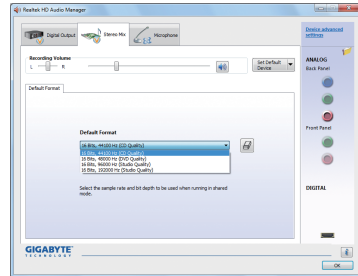 Realtek HD Audio Manager
Digital Output
Stereo Mix
Microphone
Device advanced
settings
Recording Volume
L
R
Set Default
Device
ANALOG
Back Panel
Default Format
Default Format
16 Bits, 44100 Hz (CD Quality)
16 Bits, 44100 Hz (CD Quality)
16 Bits, 48000 Hz (DVD Quality)
16 Bits, 96000 Hz (Studio Quality)
16 Bits, 192000 Hz (Studio Quality)
Front Panel
Select the sample rate and bit depth to be used when running in shared
mode.
DIGITAL
GIGABYTE
TECHNOLOGY
OK